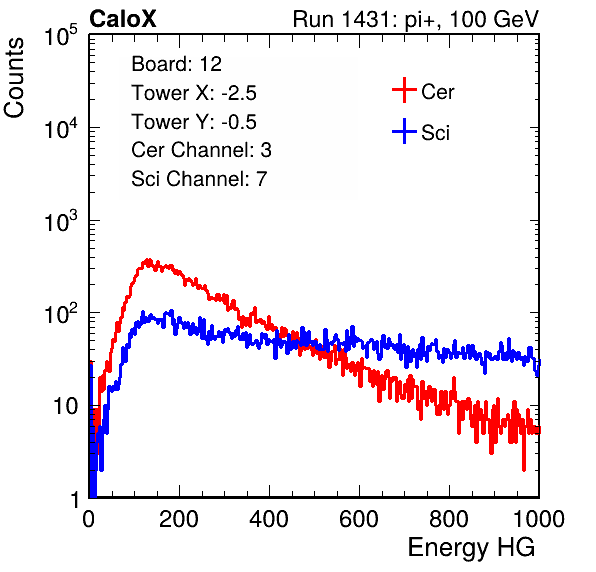 CaloX Run 1431: pi+, 100 GeV
Counts
Board: 12
Tower X: -2.5
Tower Y: -0.5
Cer Channel: 3
Sci Channel: 7
Cer
Sci
10^5
10^4
10^3
10^2
10
1
0 200 400 600 800 1000
Energy HG